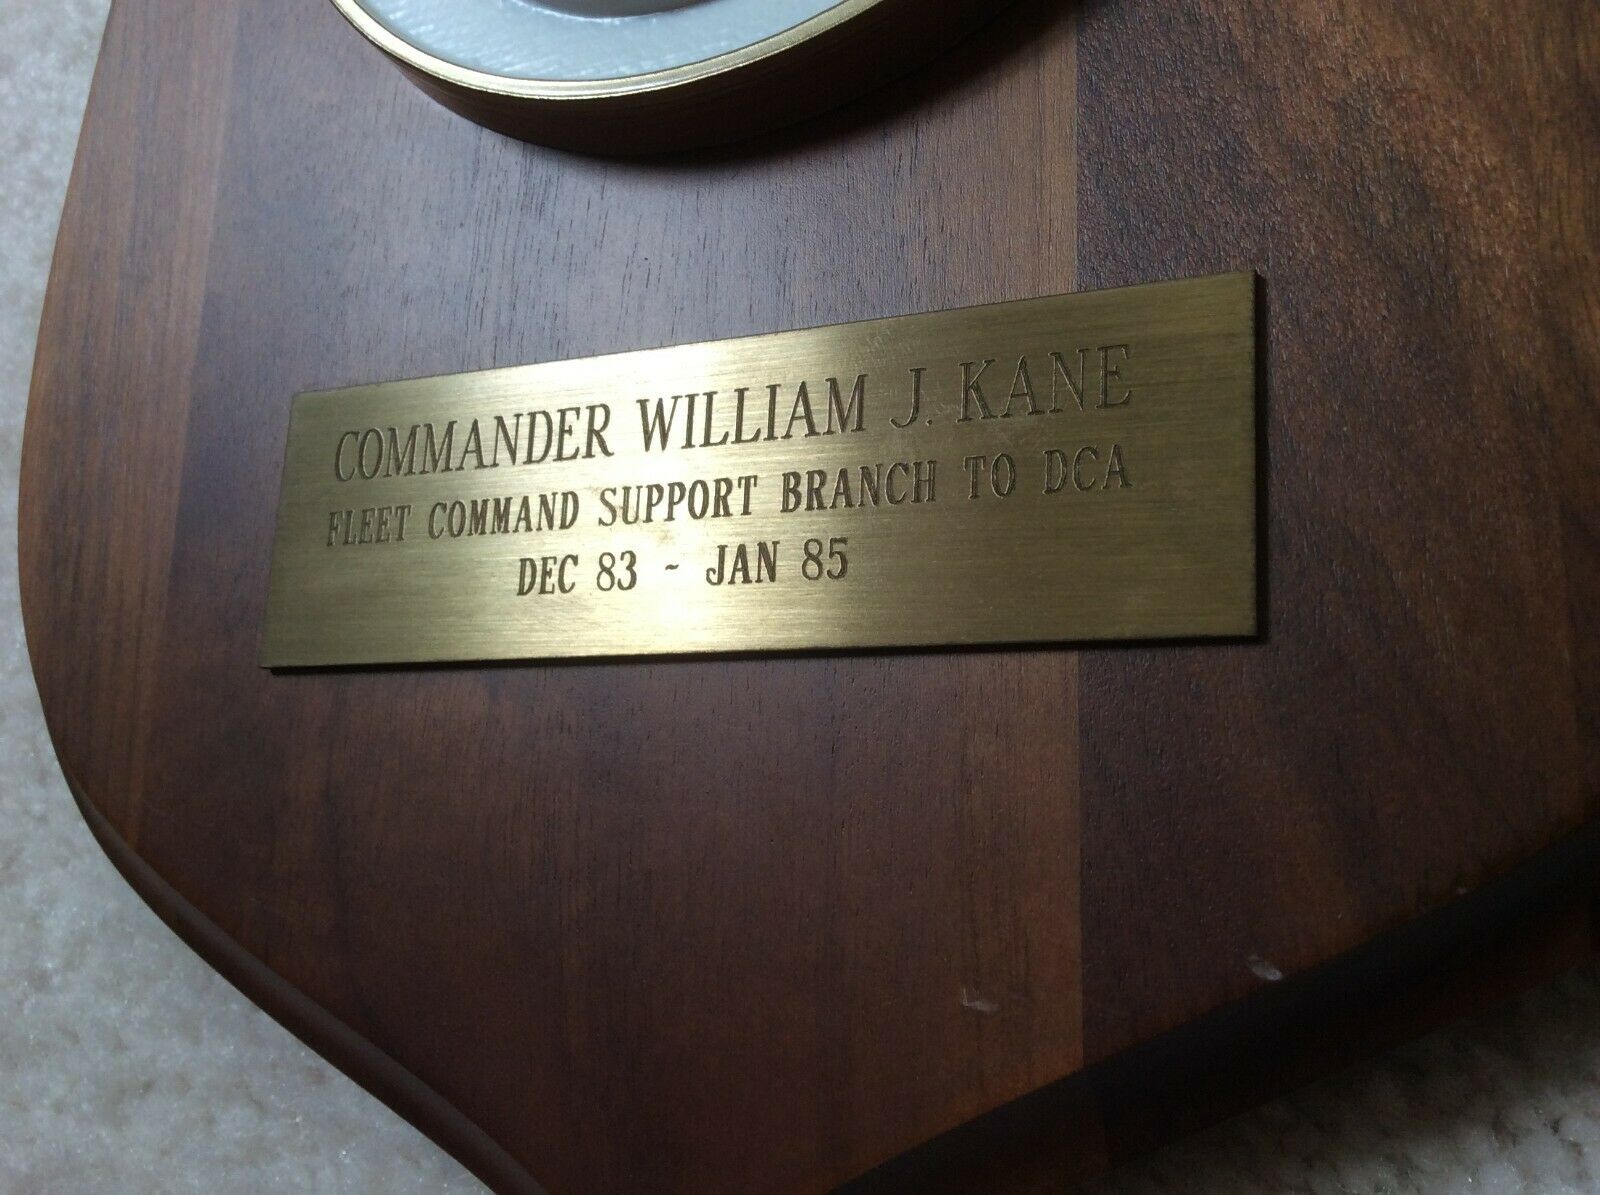 COMMANDER WILLIAM J. KANE
FLEET COMMAND SUPPORT BRANCH TO DCA
DEC 83 - JAN 85